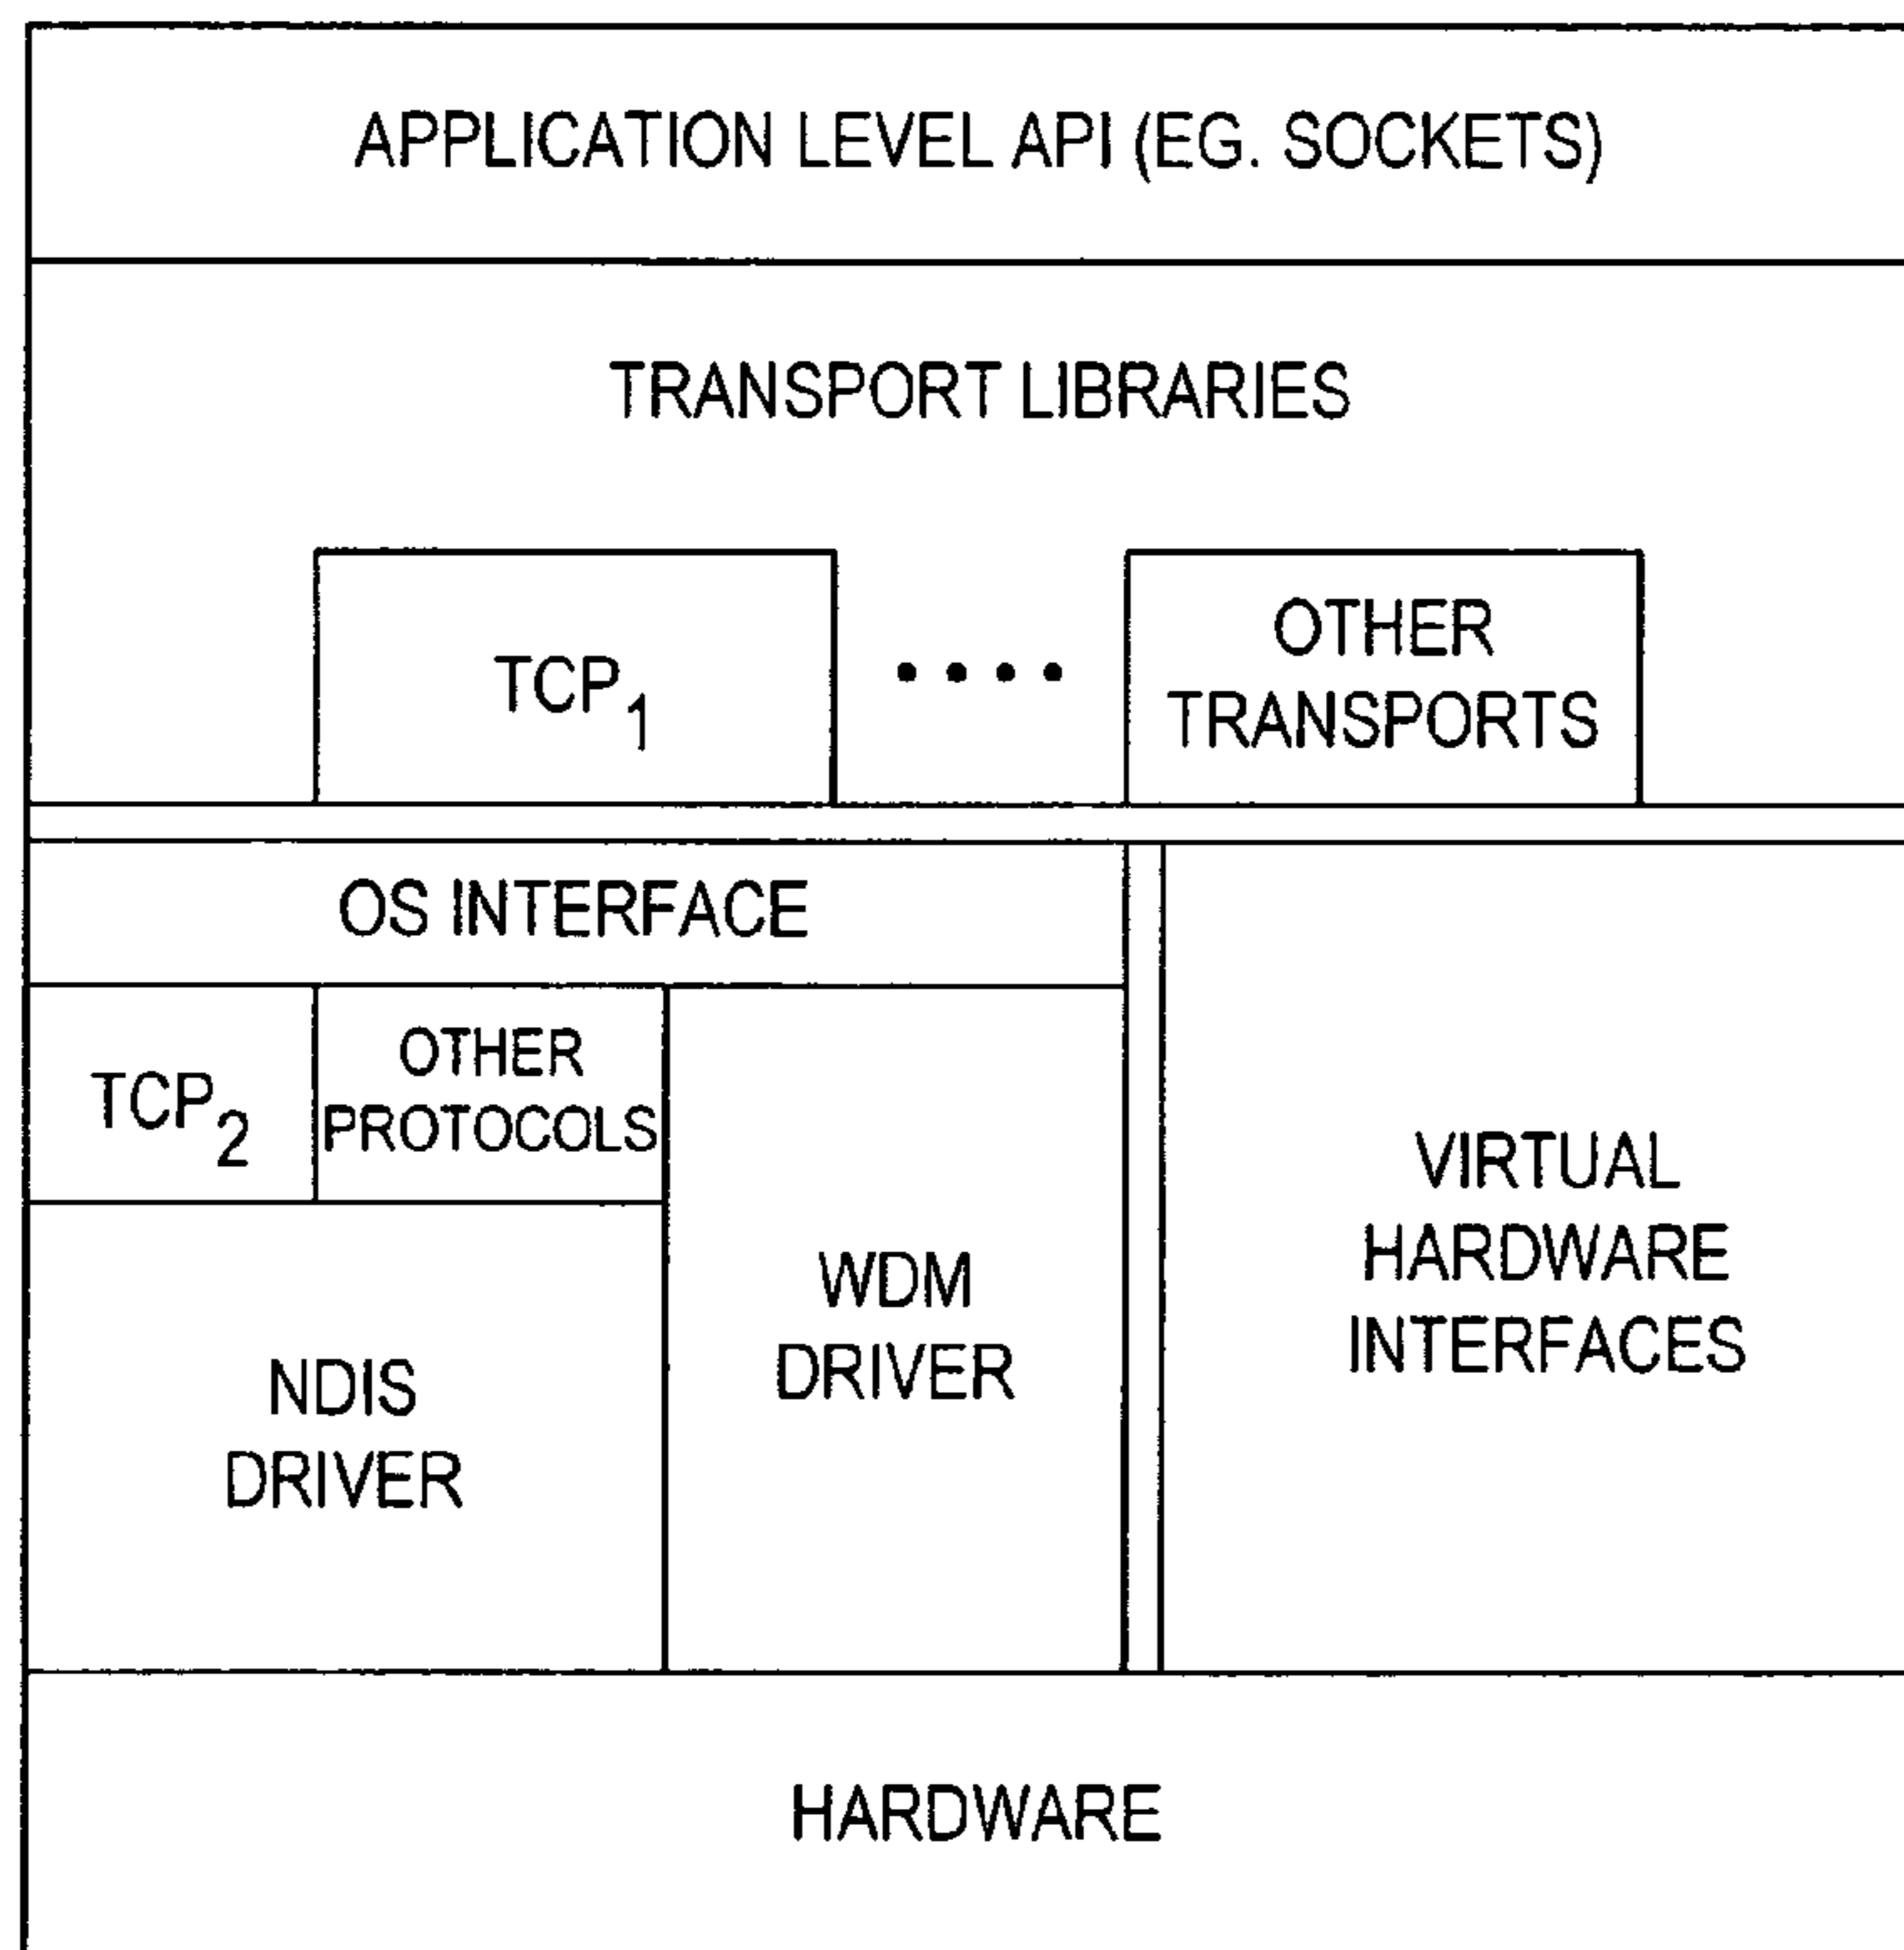 APPLICATION LEVEL API (EG. SOCKETS)
TRANSPORT LIBRARIES
TCP1
....
OTHER
TRANSPORTS
OS INTERFACE
TCP2
OTHER
PROTOCOLS
NDIS
DRIVER
WDM
DRIVER
VIRTUAL
HARDWARE
INTERFACES
HARDWARE